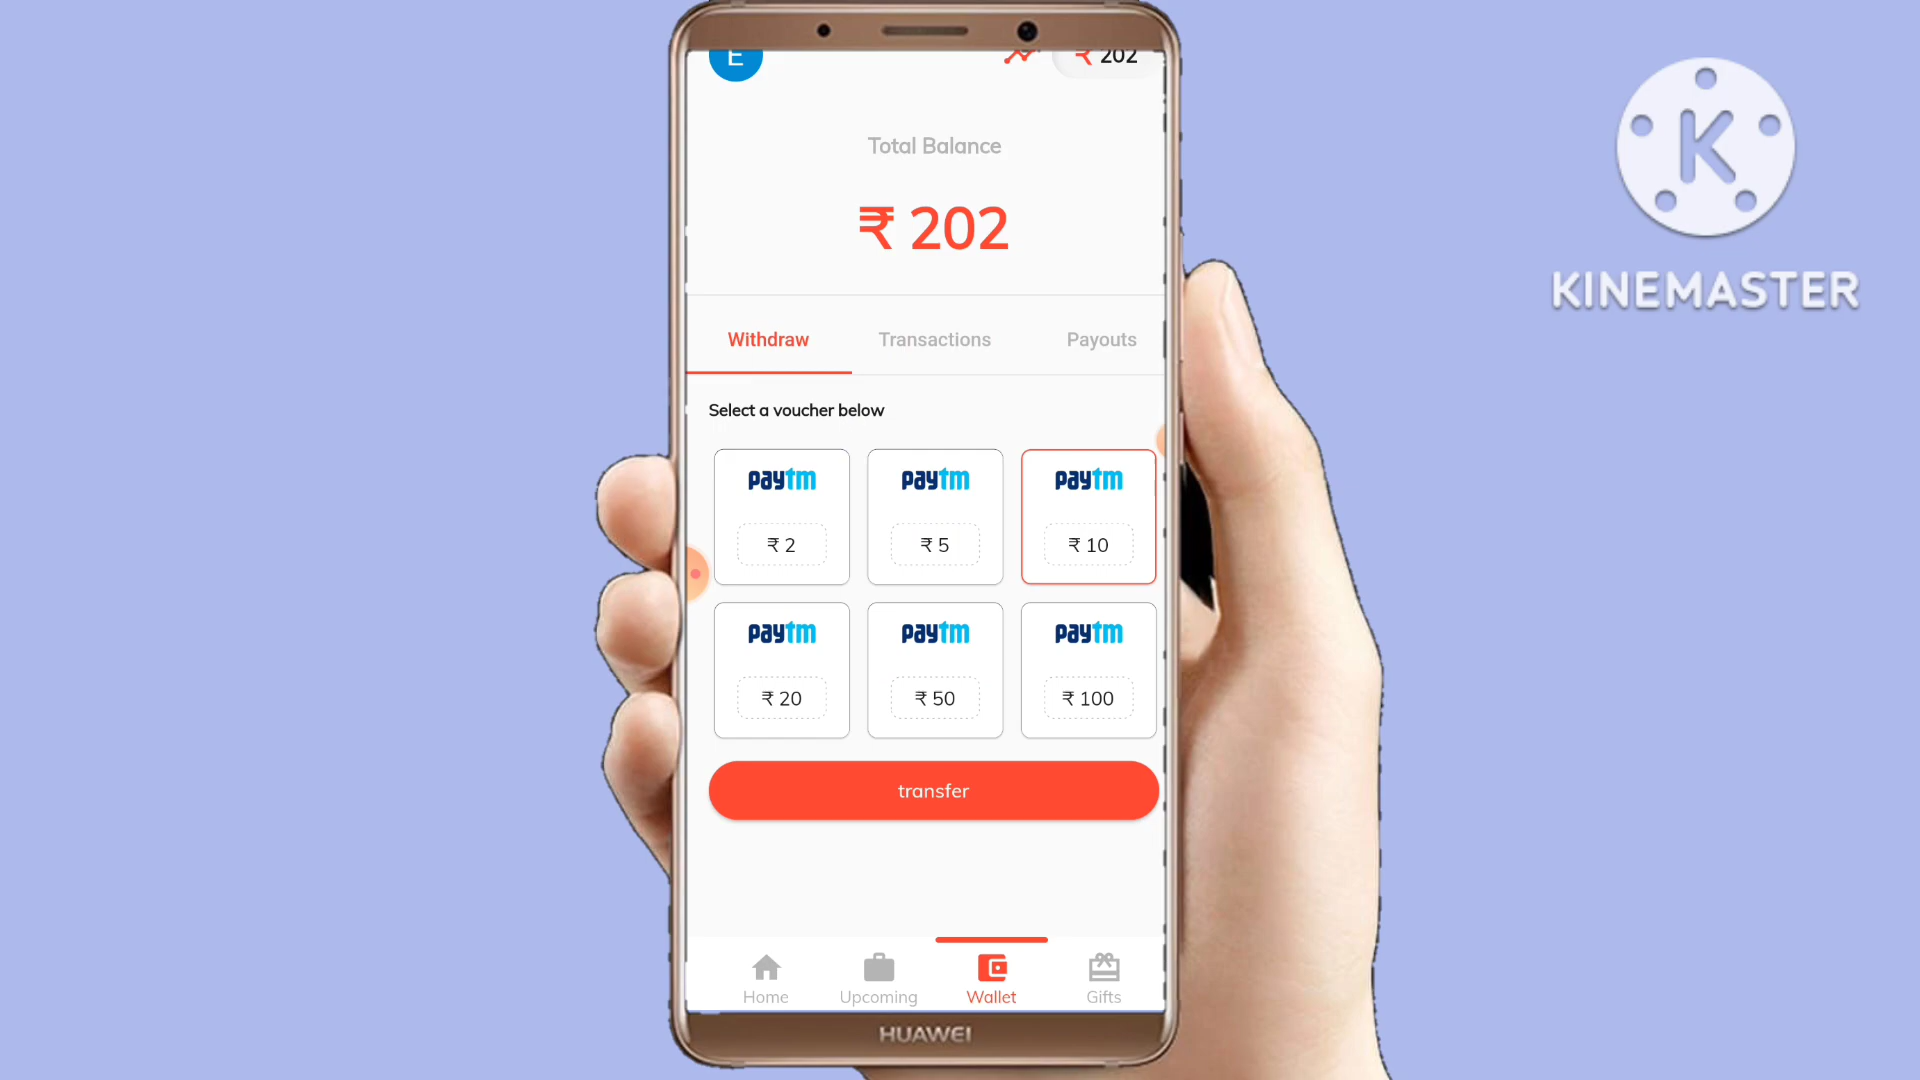 E
₹ 202
Total Balance
₹ 202
Withdraw Transactions Payouts
Select a voucher below
paytm paytm paytm
₹ 2 ₹ 5 ₹ 10
paytm paytm paytm
₹ 20 ₹ 50 ₹ 100
transfer
Home Upcoming Wallet Gifts
HUAWEI
K
KINEMASTER